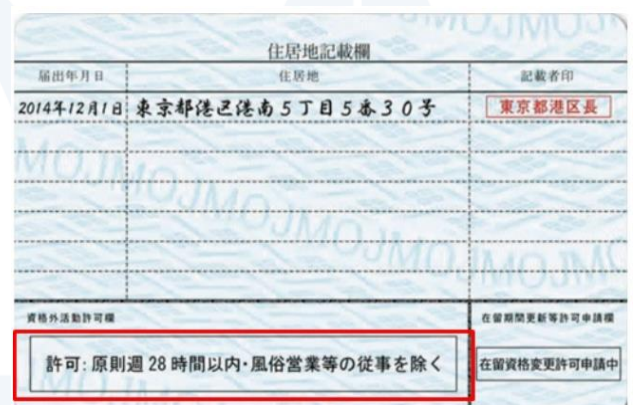 住居地記載欄
届出年月日 住居地 記載者印
2014年12月1日 東京都港区港南5丁目5番30号 東京都港区長
MOJMOJMOJMOJMO
資格外活動許可欄 在留期間更新等許可申請欄
許可:原則週28時間以内・風俗営業等の従事を除く 在留資格変更許可申請中